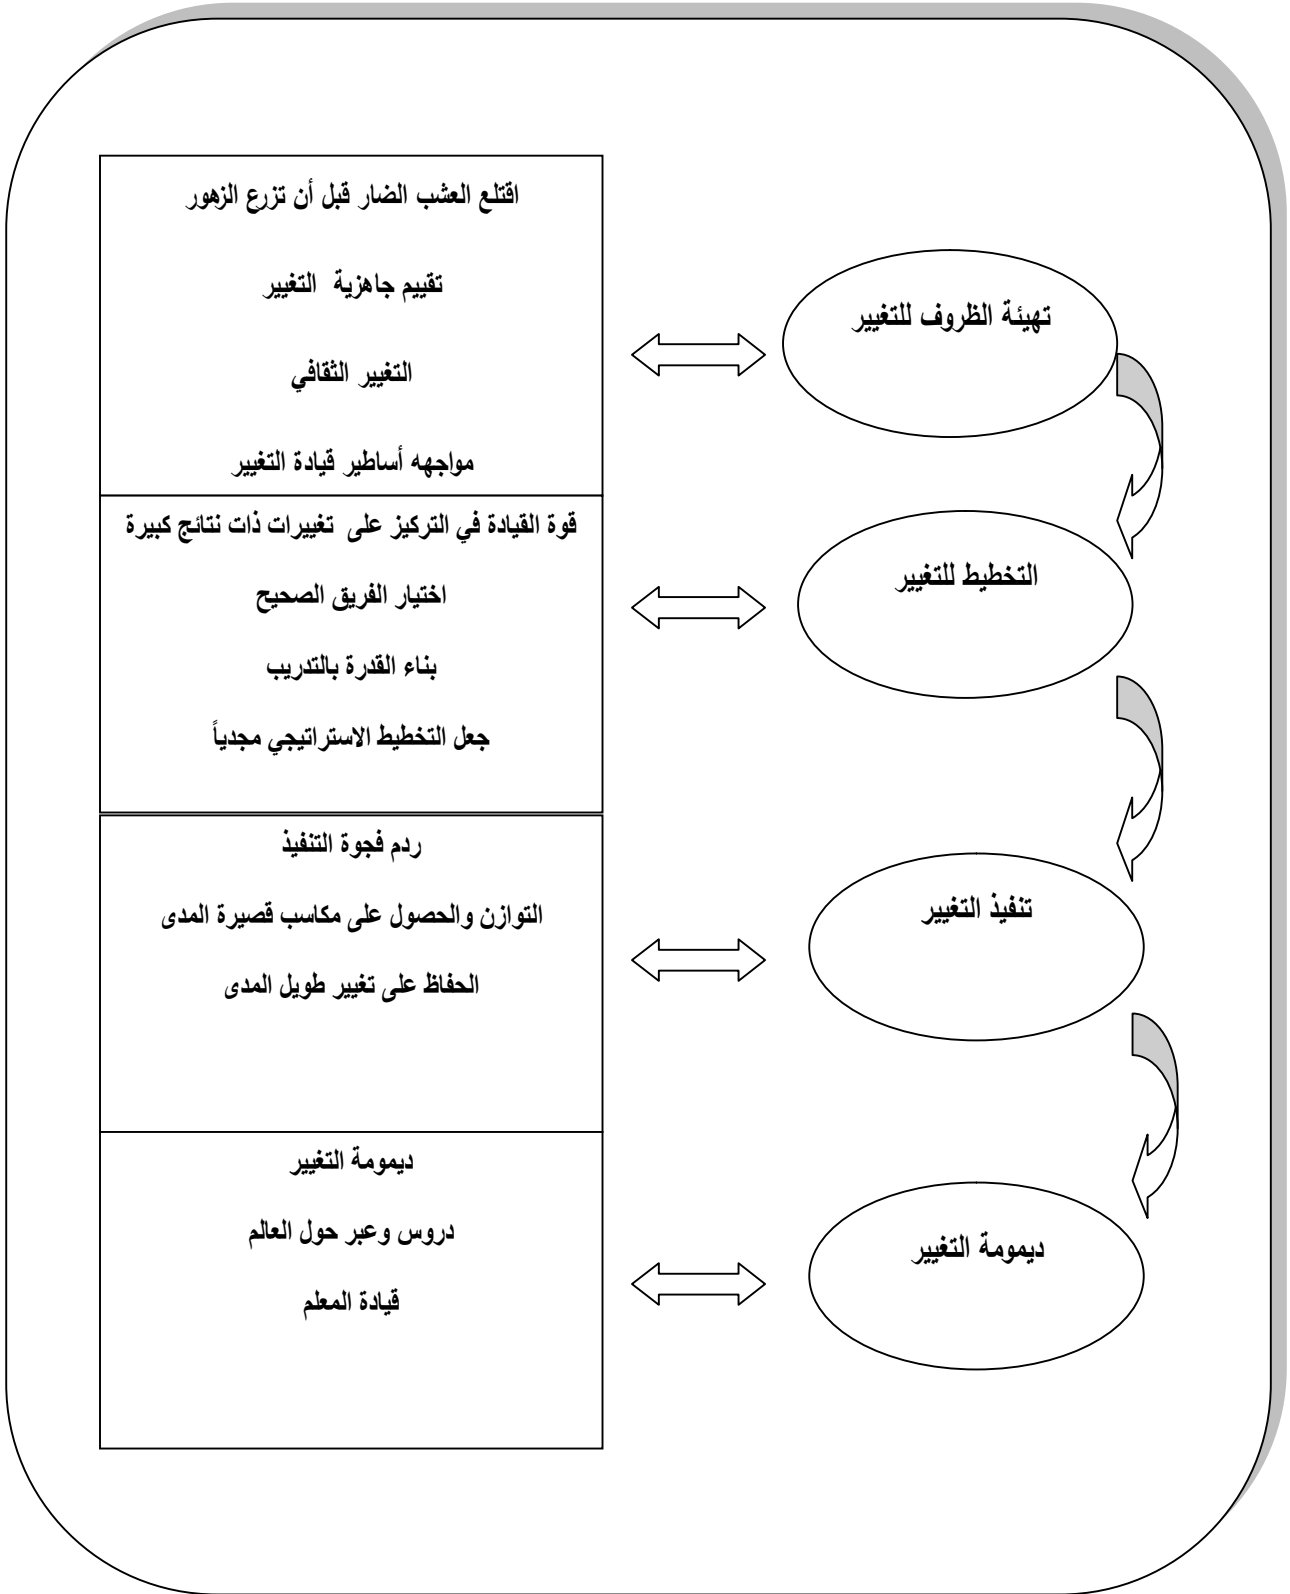 تهيئة الظروف للتغيير
اقتلع العشب الضار قبل أن تزرع الزهور
تقييم جاهزية التغيير
التغيير الثقافي
مواجهه أساطير قيادة التغيير
التخطيط للتغيير
قوة القيادة في التركيز على تغييرات ذات نتائج كبيرة
اختيار الفريق الصحيح
بناء القدرة بالتدريب
جعل التخطيط الاستراتيجي مجدياً
تنفيذ التغيير
ردم فجوة التنفيذ
التوازن والحصول على مكاسب قصيرة المدى
الحفاظ على تغيير طويل المدى
ديمومة التغيير
ديمومة التغيير
دروس وعبر حول العالم
قيادة المعلم